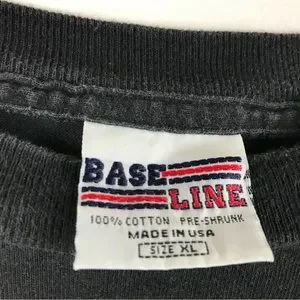 BASE
LINE
100% COTTON PRE-SHRUNK
MADE IN USA
SIZE XL